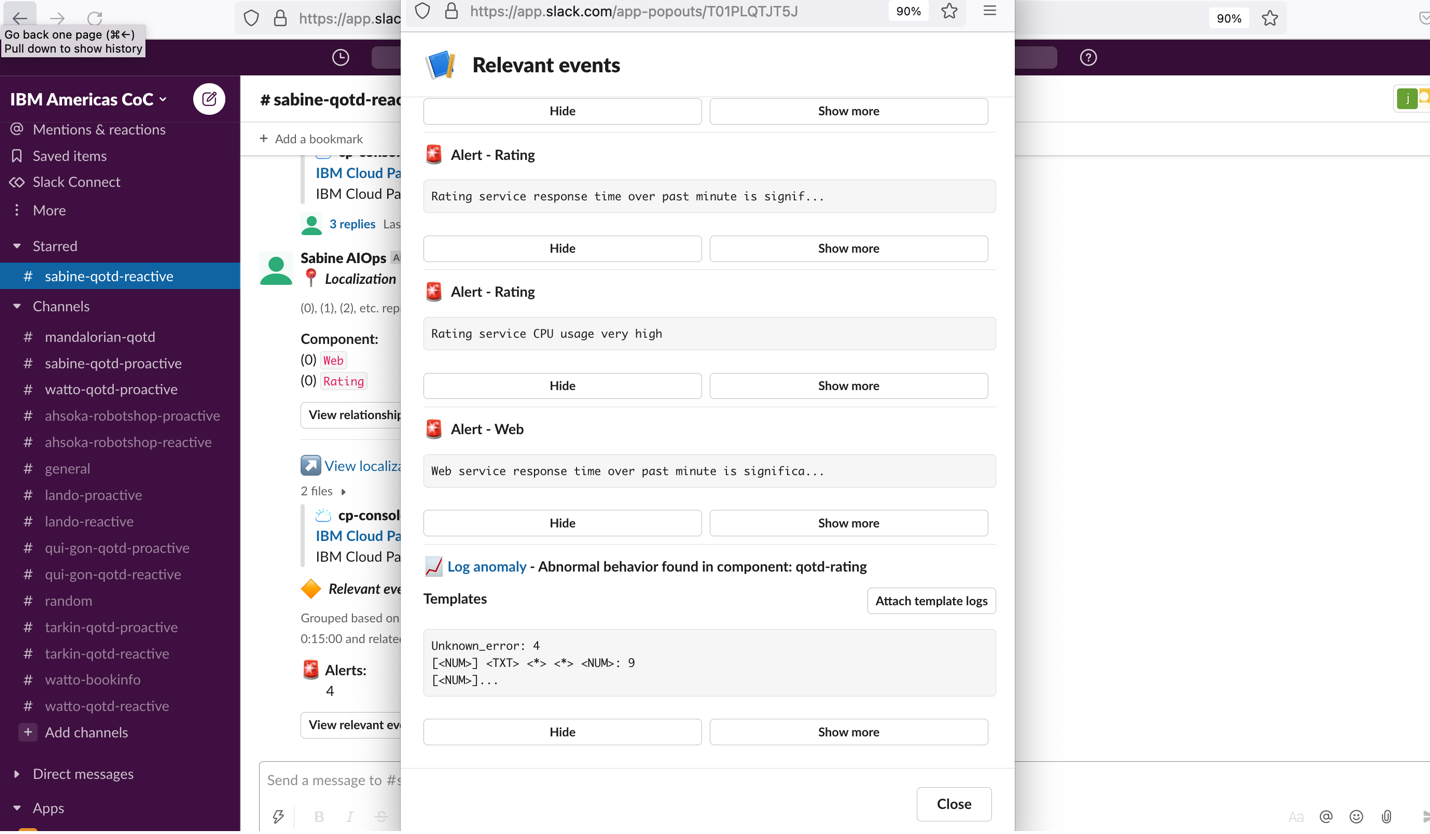 https://app.slac
90%
Go back one page (⌘←)
Pull down to show history
IBM Americas CoC
Mentions & reactions
Saved items
Slack Connect
More
Starred
# sabine-qotd-reactive
Channels
# mandalorian-qotd
# sabine-qotd-proactive
# watto-qotd-proactive
# ahsoka-robotshop-proactive
# ahsoka-robotshop-reactive
# general
# lando-proactive
# lando-reactive
# qui-gon-qotd-proactive
# qui-gon-qotd-reactive
# random
# tarkin-qotd-proactive
# tarkin-qotd-reactive
# watto-bookinfo
# watto-qotd-reactive
+ Add channels
Direct messages
Apps
# sabine-qotd-reac
j
+ Add a bookmark
cp-consol
IBM Cloud Pa
IBM Cloud Pa
3 replies Las
Sabine AIOps A
Localization
(0), (1), (2), etc. rep
Component:
(0) Web
(0) Rating
View relationship
View localiza
2 files
cp-consol
IBM Cloud Pa
IBM Cloud Pa
Relevant eve
Grouped based on
0:15:00 and relate
Alerts:
4
View relevant eve
Send a message to #s
B I S
Aa @
https://app.slack.com/app-popouts/T01PLQTJT5J
90%
Relevant events
Hide Show more
Alert - Rating
Rating service response time over past minute is signif...
Hide Show more
Alert - Rating
Rating service CPU usage very high
Hide Show more
Alert - Web
Web service response time over past minute is significa...
Hide Show more
Log anomaly - Abnormal behavior found in component: qotd-rating
Templates
Attach template logs
Unknown_error: 4
[<NUM>] <TXT> <*> <*> <NUM>: 9
[<NUM>]...
Hide Show more
Close